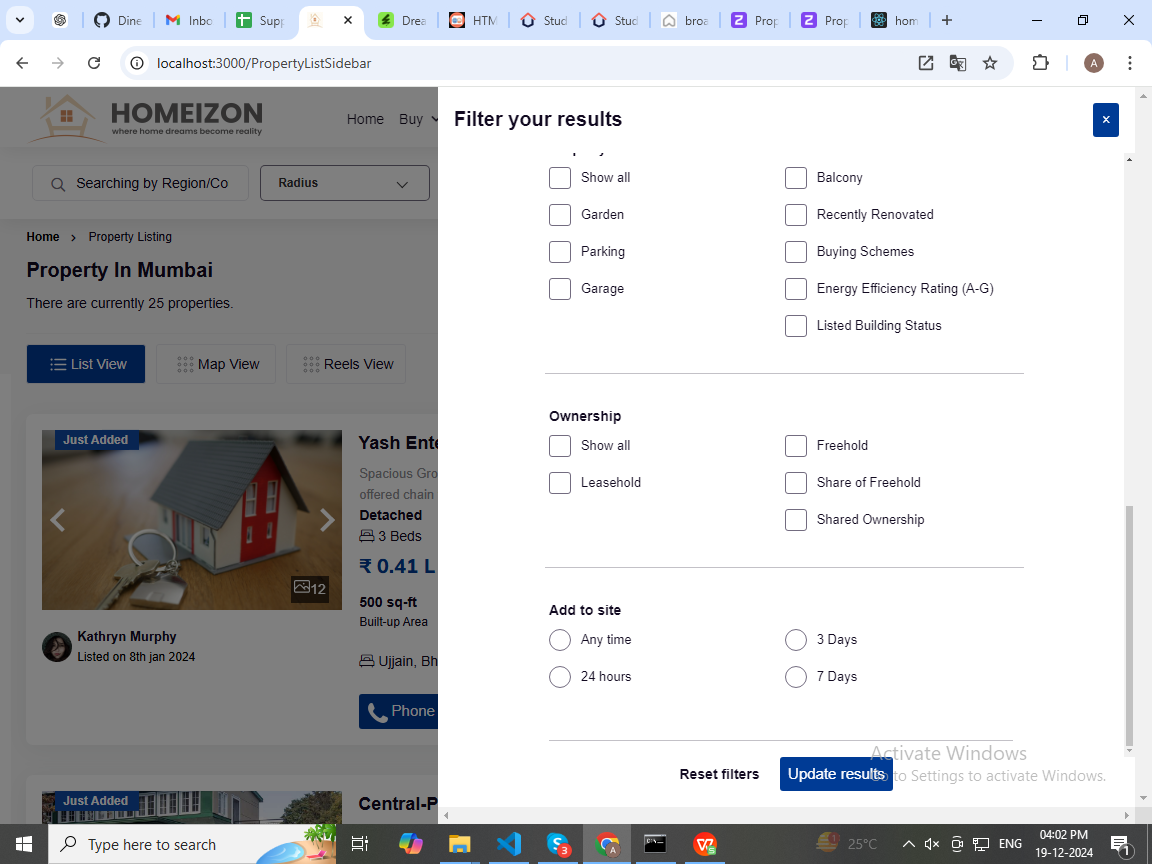 Dine
Inbo
Supp
Drea
HTM
Stud
Stud
broa
Prop
Prop
hom
localhost:3000/PropertyListSidebar
A
HOMEIZON
where home dreams become reality
Home Buy
Filter your results
x
Searching by Region/Co
Radius
Home > Property Listing
Property In Mumbai
There are currently 25 properties.
List View
Map View
Reels View
Just Added
12
Kathryn Murphy
Listed on 8th jan 2024
Yash Ente
Spacious Gro
offered chain
Detached
3 Beds
₹ 0.41 L
500 sq-ft
Built-up Area
Ujjain, Bh
Phone
Just Added
Central-P
Show all
Balcony
Garden
Recently Renovated
Parking
Buying Schemes
Garage
Energy Efficiency Rating (A-G)
Listed Building Status
Ownership
Show all
Freehold
Leasehold
Share of Freehold
Shared Ownership
Add to site
Any time
3 Days
24 hours
7 Days
Reset filters
Update results
Activate Windows
to Settings to activate Windows.
Type here to search
3
A
1
25°C
ENG
04:02 PM
19-12-2024
1